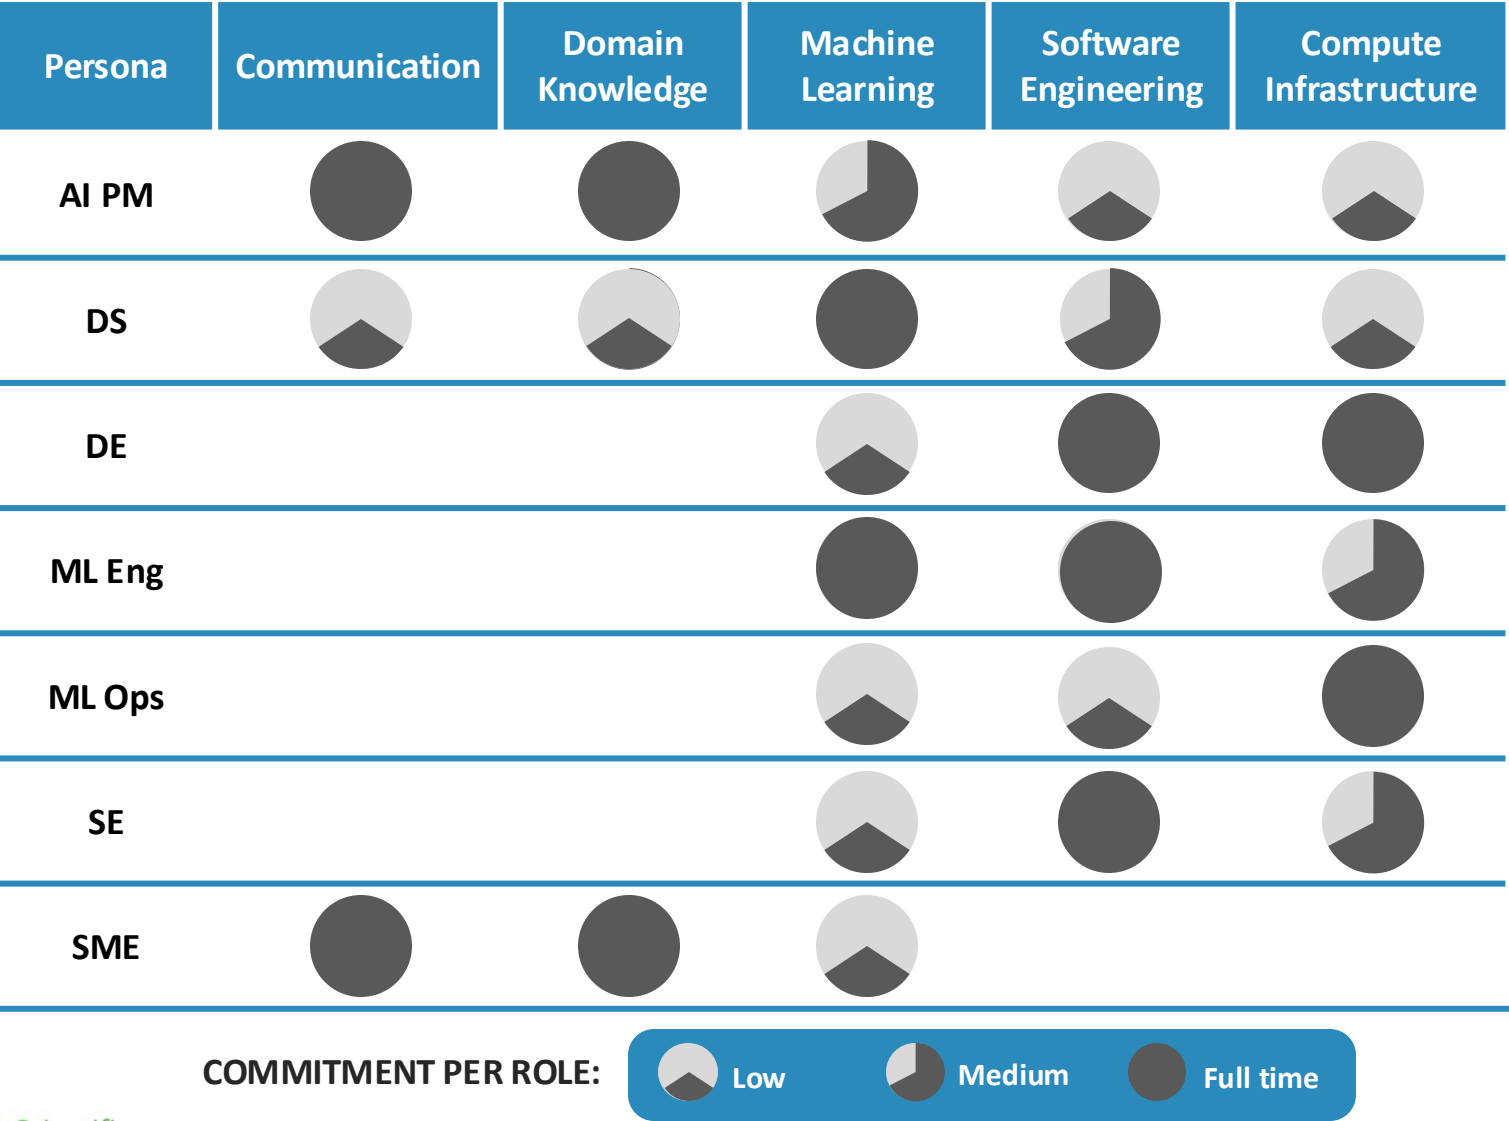 Persona
Communication
Domain
Knowledge
Machine
Learning
Software
Engineering
Compute
Infrastructure
AI PM
DS
DE
ML Eng
ML Ops
SE
SME
COMMITMENT PER ROLE:
Low
Medium
Full time